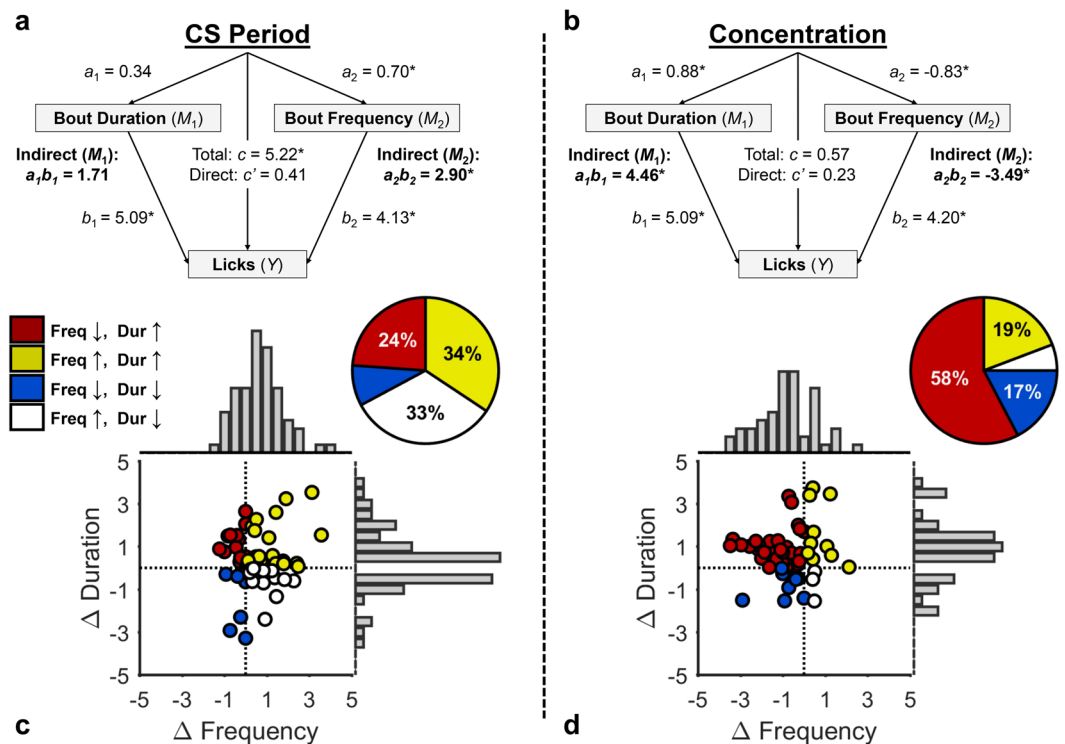 a
CS Period
a1 = 0.34
a2 = 0.70*
Bout Duration (M1)
Bout Frequency (M2)
Indirect (M1):
a1b1 = 1.71
Total: c = 5.22*
Direct: c' = 0.41
Indirect (M2):
a2b2 = 2.90*
b1 = 5.09*
b2 = 4.13*
Licks (Y)
b
Concentration
a1 = 0.88*
a2 = -0.83*
Bout Duration (M1)
Bout Frequency (M2)
Indirect (M1):
a1b1 = 4.46*
Total: c = 0.57
Direct: c' = 0.23
Indirect (M2):
a2b2 = -3.49*
b1 = 5.09*
b2 = 4.20*
Licks (Y)
Freq ↓, Dur ↑
Freq ↑, Dur ↑
Freq ↓, Dur ↓
Freq ↑, Dur ↓
24%
34%
33%
5
3
1
-1
-3
-5
Δ Duration
-5 -3 -1 1 3 5
Δ Frequency
c
19%
58%
17%
5
3
1
-1
-3
-5
Δ Duration
-5 -3 -1 1 3 5
Δ Frequency
d